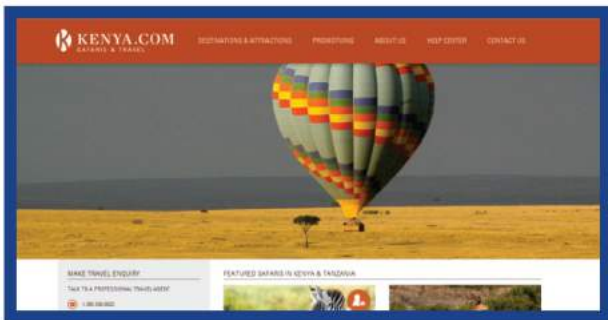 KENYA.COM
SAFARIS & TRAVEL
DESTINATIONS & ATTRACTIONS PROMOTIONS ABOUT US HELP CENTER CONTACT US
MAKE TRAVEL ENQUIRY
TALK TO A PROFESSIONAL TRAVEL AGENT
FEATURED SAFARIS IN KENYA & TANZANIA